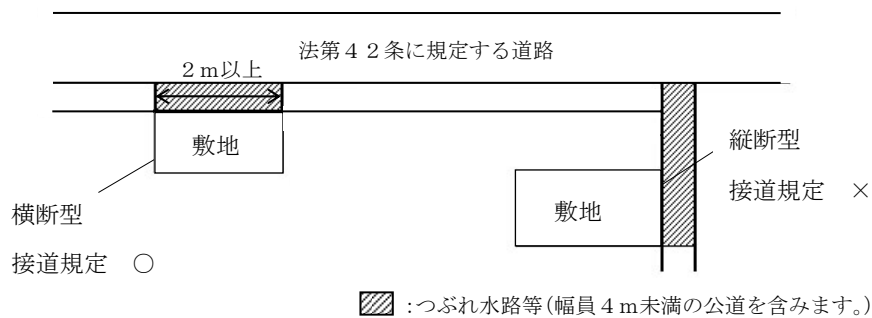 法第４２条に規定する道路
２ｍ以上
敷地
横断型
接道規定　○
敷地
縦断型
接道規定　×
：つぶれ水路等（幅員４ｍ未満の公道を含みます。）